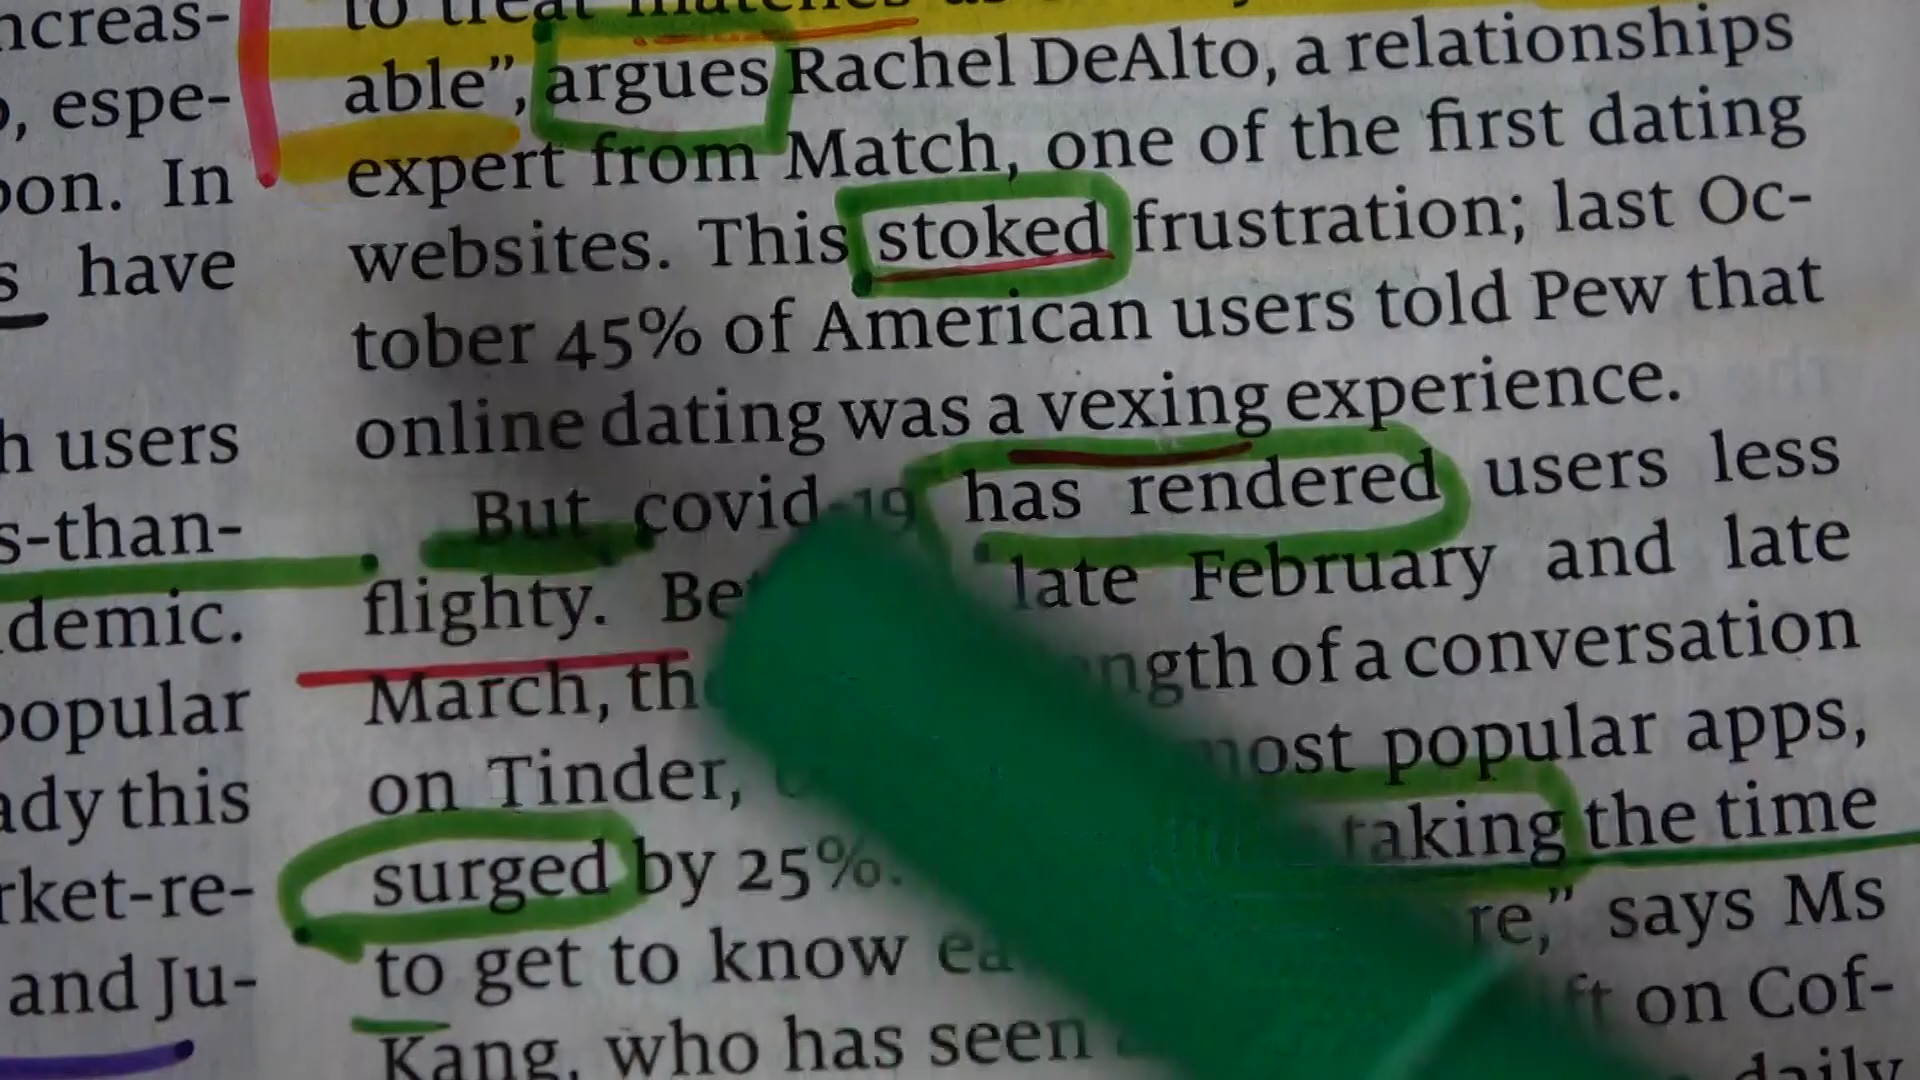 ncreas-
espe-
In
have
users
s-than-
demic.
popular
ady this
rket-re-
and Ju-
to treat matches as
able”, argues Rachel DeAlto, a relationships
expert from Match, one of the first dating
websites. This stoked frustration; last Oc-
tober 45% of American users told Pew that
online dating was a vexing experience.
But covid-19 has rendered users less
flighty. Be late February and late
March, th ngth of a conversation
on Tinder, most popular apps,
surged by 25%. taking the time
to get to know ea re,” says Ms
Kang, who has seen ft on Cof-
daily